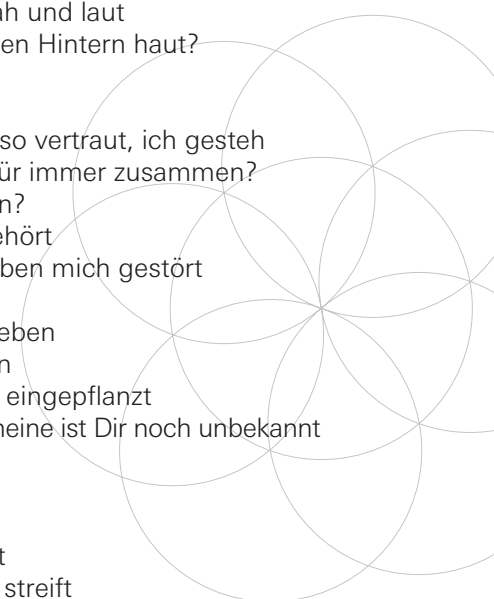 ah und laut
en Hintern haut?
so vertraut, ich gesteh
ür immer zusammen?
n?
ehört
ben mich gestört
eben
n
eingepflanzt
neine ist Dir noch unbekannt
t
streift